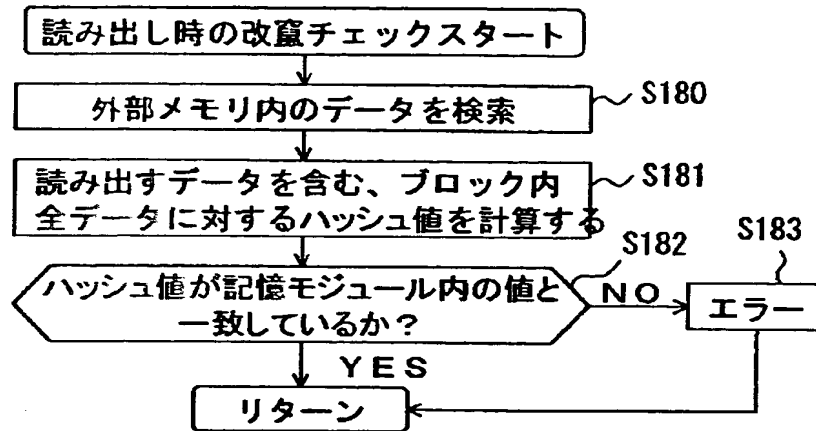 読み出し時の改竄チェックスタート
外部メモリ内のデータを検索
S180
読み出すデータを含む、ブロック内
全データに対するハッシュ値を計算する
S181
ハッシュ値が記憶モジュール内の値と
一致しているか?
S182
NO
エラー
S183
YES
リターン